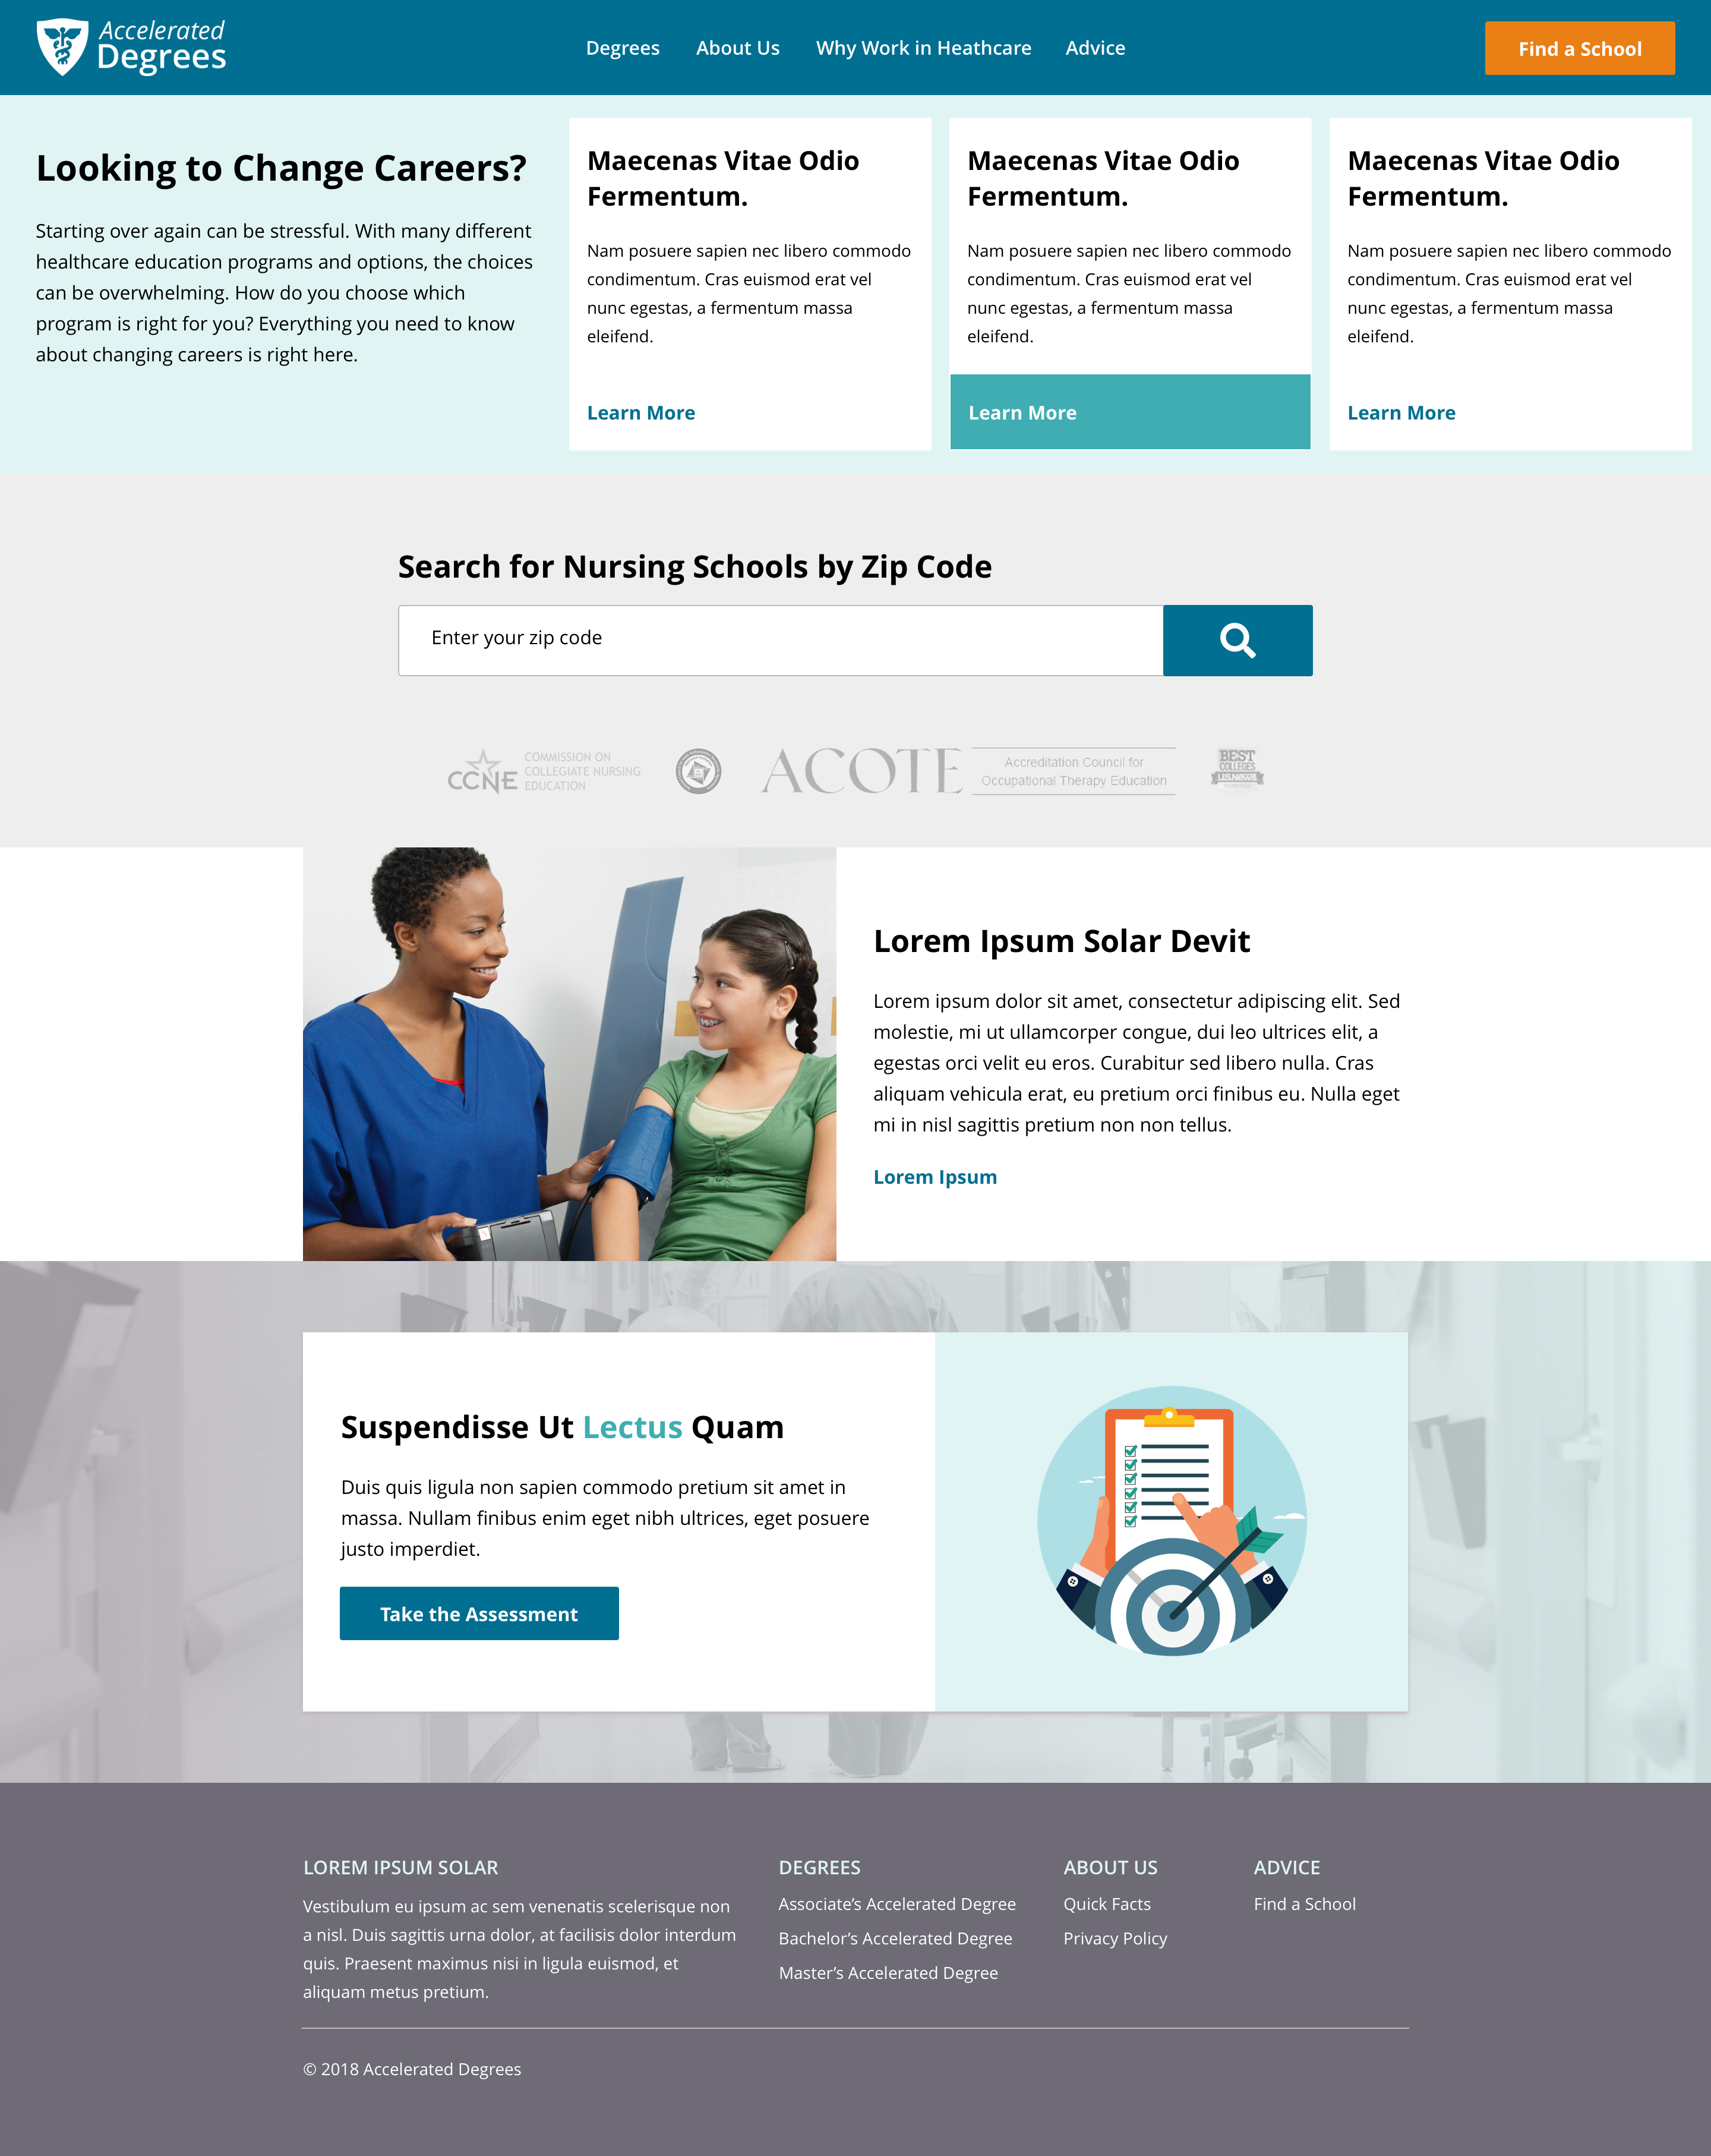 Accelerated
Degrees
Degrees
About Us
Why Work in Heathcare
Advice
Find a School
Looking to Change Careers?
Starting over again can be stressful. With many different
healthcare education programs and options, the choices
can be overwhelming. How do you choose which
program is right for you? Everything you need to know
about changing careers is right here.
Maecenas Vitae Odio
Fermentum.
Nam posuere sapien nec libero commodo
condimentum. Cras euismod erat vel
nunc egestas, a fermentum massa
eleifend.
Learn More
Maecenas Vitae Odio
Fermentum.
Nam posuere sapien nec libero commodo
condimentum. Cras euismod erat vel
nunc egestas, a fermentum massa
eleifend.
Learn More
Maecenas Vitae Odio
Fermentum.
Nam posuere sapien nec libero commodo
condimentum. Cras euismod erat vel
nunc egestas, a fermentum massa
eleifend.
Learn More
Search for Nursing Schools by Zip Code
Enter your zip code
CCNE
COMMISSION ON
COLLEGIATE NURSING
EDUCATION
ACOTE
Accreditation Council for
Occupational Therapy Education
BEST
COLLEGES
U.S.News
Lorem Ipsum Solar Devit
Lorem ipsum dolor sit amet, consectetur adipiscing elit. Sed
molestie, mi ut ullamcorper congue, dui leo ultrices elit, a
egestas orci velit eu eros. Curabitur sed libero nulla. Cras
aliquam vehicula erat, eu pretium orci finibus eu. Nulla eget
mi in nisl sagittis pretium non non tellus.
Lorem Ipsum
Suspendisse Ut Lectus Quam
Duis quis ligula non sapien commodo pretium sit amet in
massa. Nullam finibus enim eget nibh ultrices, eget posuere
justo imperdiet.
Take the Assessment
LOREM IPSUM SOLAR
Vestibulum eu ipsum ac sem venenatis scelerisque non
a nisl. Duis sagittis urna dolor, at facilisis dolor interdum
quis. Praesent maximus nisi in ligula euismod, et
aliquam metus pretium.
DEGREES
Associate’s Accelerated Degree
Bachelor’s Accelerated Degree
Master’s Accelerated Degree
ABOUT US
Quick Facts
Privacy Policy
ADVICE
Find a School
© 2018 Accelerated Degrees